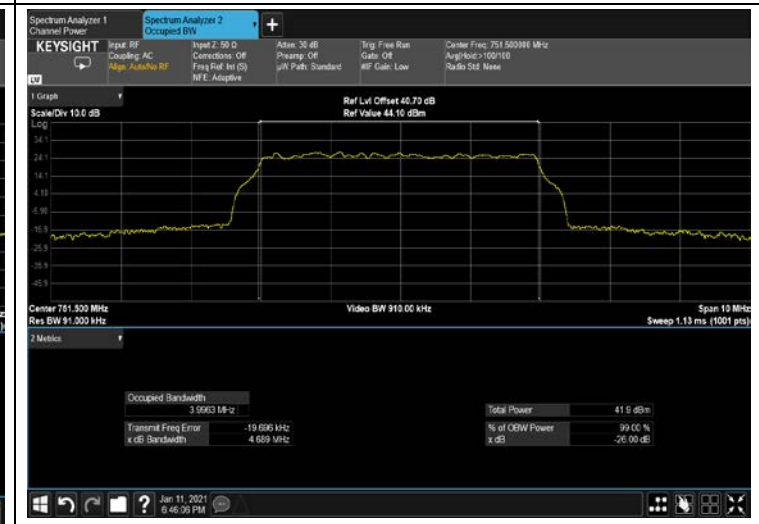 Spectrum Analyzer 1
Channel Power
Spectrum Analyzer 2
Occupied BW
+
KEYSIGHT
Input: RF
Coupling: AC
Align: Auto/No RF
Input Z: 50 Ω
Corrections: Off
Freq Ref: Int (S)
NFE: Adaptive
Atten: 30 dB
Preamp: Off
µW Path: Standard
Trig: Free Run
Gate: Off
#IF Gain: Low
Center Freq: 751.500000 MHz
Avg|Hold:>100/100
Radio Std: None
1 Graph
Scale/Div 10.0 dB
Ref Lvl Offset 40.70 dB
Ref Value 44.10 dBm
Log
34.1
24.1
14.1
4.10
-5.90
-15.9
-25.9
-35.9
-45.9
Center 751.500 MHz
Res BW 91.000 kHz
Video BW 910.00 kHz
Span 10 MHz
Sweep 1.13 ms (1001 pts)
2 Metrics
Occupied Bandwidth
3.9963 MHz
Transmit Freq Error -19.696 kHz
x dB Bandwidth 4.689 MHz
Total Power 41.9 dBm
% of OBW Power 99.00 %
x dB -26.00 dB
?
Jan 11, 2021
6:46:06 PM